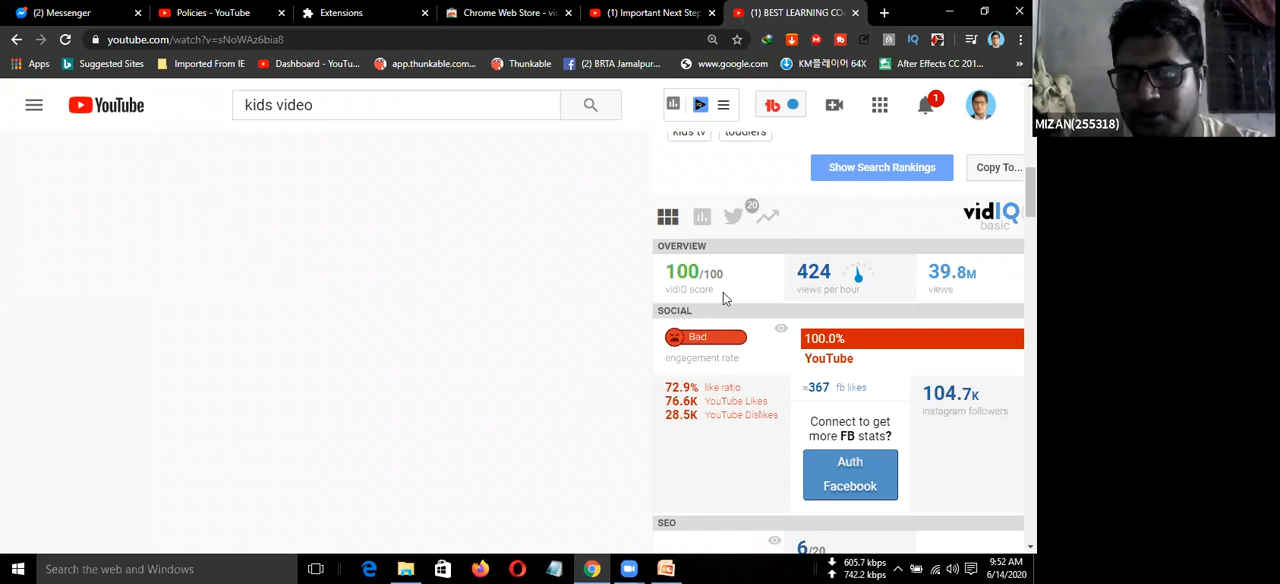 (2) Messenger
Policies - YouTube
Extensions
Chrome Web Store - vi
(1) Important Next Step
(1) BEST LEARNING CO
youtube.com/watch?v=sNoWAz6bia8
Apps
Suggested Sites
Imported From IE
Dashboard - YouTu...
app.thunkable.com...
Thunkable
(2) BRTA Jamalpur...
www.google.com
KM플레이어 64X
After Effects CC 201...
YouTube
kids video
1
MIZAN(255318)
kids tv
toddlers
Show Search Rankings
Copy To...
20
vidIQ
basic
OVERVIEW
100/100
vidIQ score
424
views per hour
39.8M
views
SOCIAL
Bad
engagement rate
100.0%
YouTube
72.9% like ratio
76.6K YouTube Likes
28.5K YouTube Dislikes
≈367 fb likes
104.7K
instagram followers
Connect to get
more FB stats?
Auth
Facebook
SEO
6/20
Search the web and Windows
605.7 kbps
742.2 kbps
9:52 AM
6/14/2020